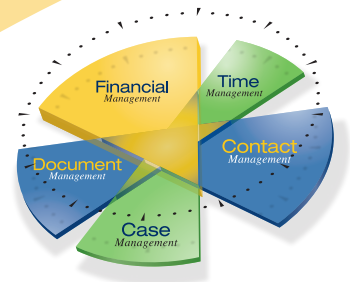 Financial
Management
Time
Management
Contact
Management
Document
Management
Case
Management